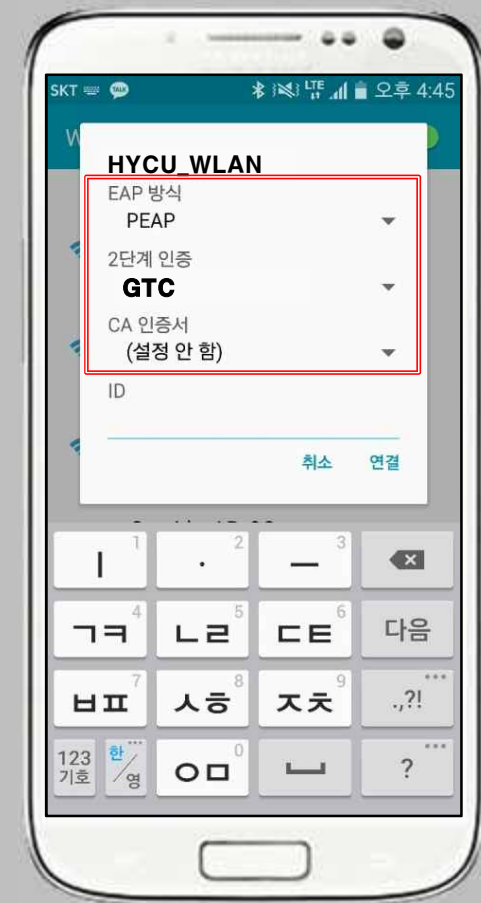 SKT TALK LTE 오후 4:45
W
HYCU_WLAN
EAP 방식
PEAP
2단계 인증
GTC
CA 인증서
(설정 안 함)
ID
취소 연결
ㅣ 1 · 2 ㅡ 3
ㄱㅋ 4 ㄴㄹ 5 ㄷㅌ 6 다음
ㅂㅍ 7 ㅅㅎ 8 ㅈㅊ 9 .,?!
123 기호 한/영 ㅇㅁ 0 ?